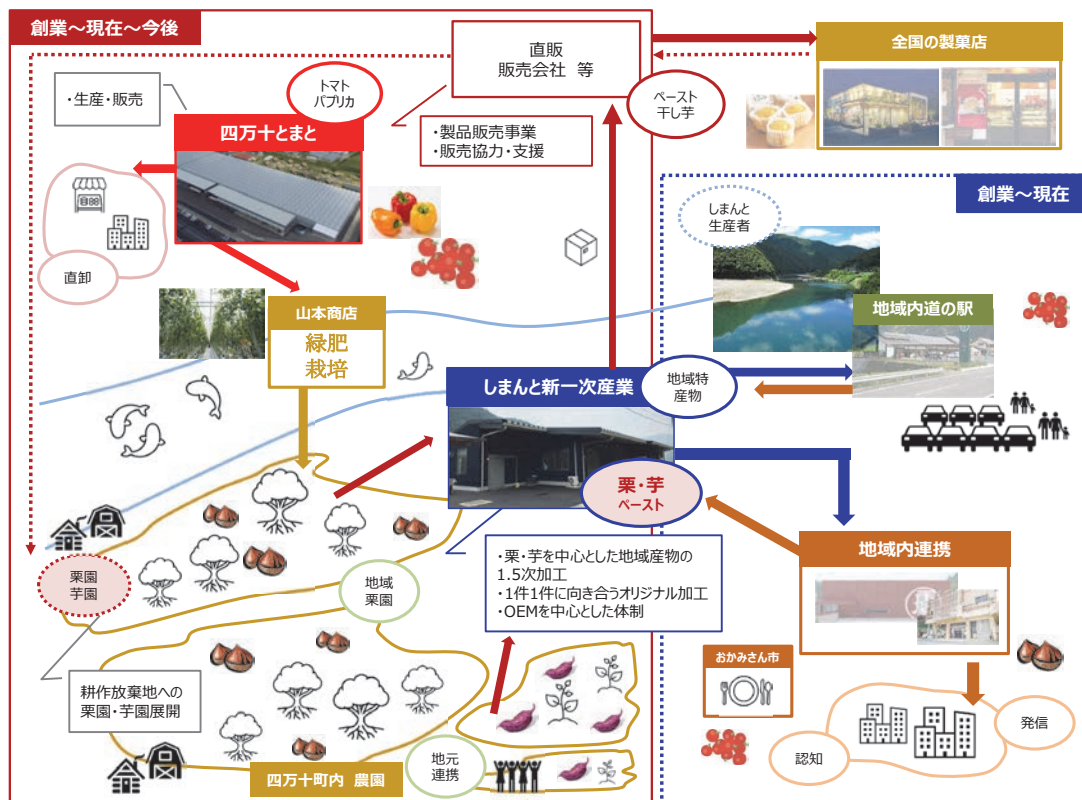 創業～現在～今後
直販
販売会社 等
全国の製菓店
・生産・販売
トマト
パプリカ
ペースト
干し芋
四万十とまと
・製品販売事業
・販売協力・支援
創業～現在
しまんと
生産者
直卸
山本商店
緑肥
栽培
地域内道の駅
しまんと新一次産業
地域特
産物
栗・芋
ペースト
地域内連携
・栗・芋を中心とした地域産物の
1.5次加工
・1件1件に向き合うオリジナル加工
・OEMを中心とした体制
栗園
芋園
地域
栗園
おかみさん市
耕作放棄地への
栗園・芋園展開
発信
認知
地元
連携
四万十町内 農園